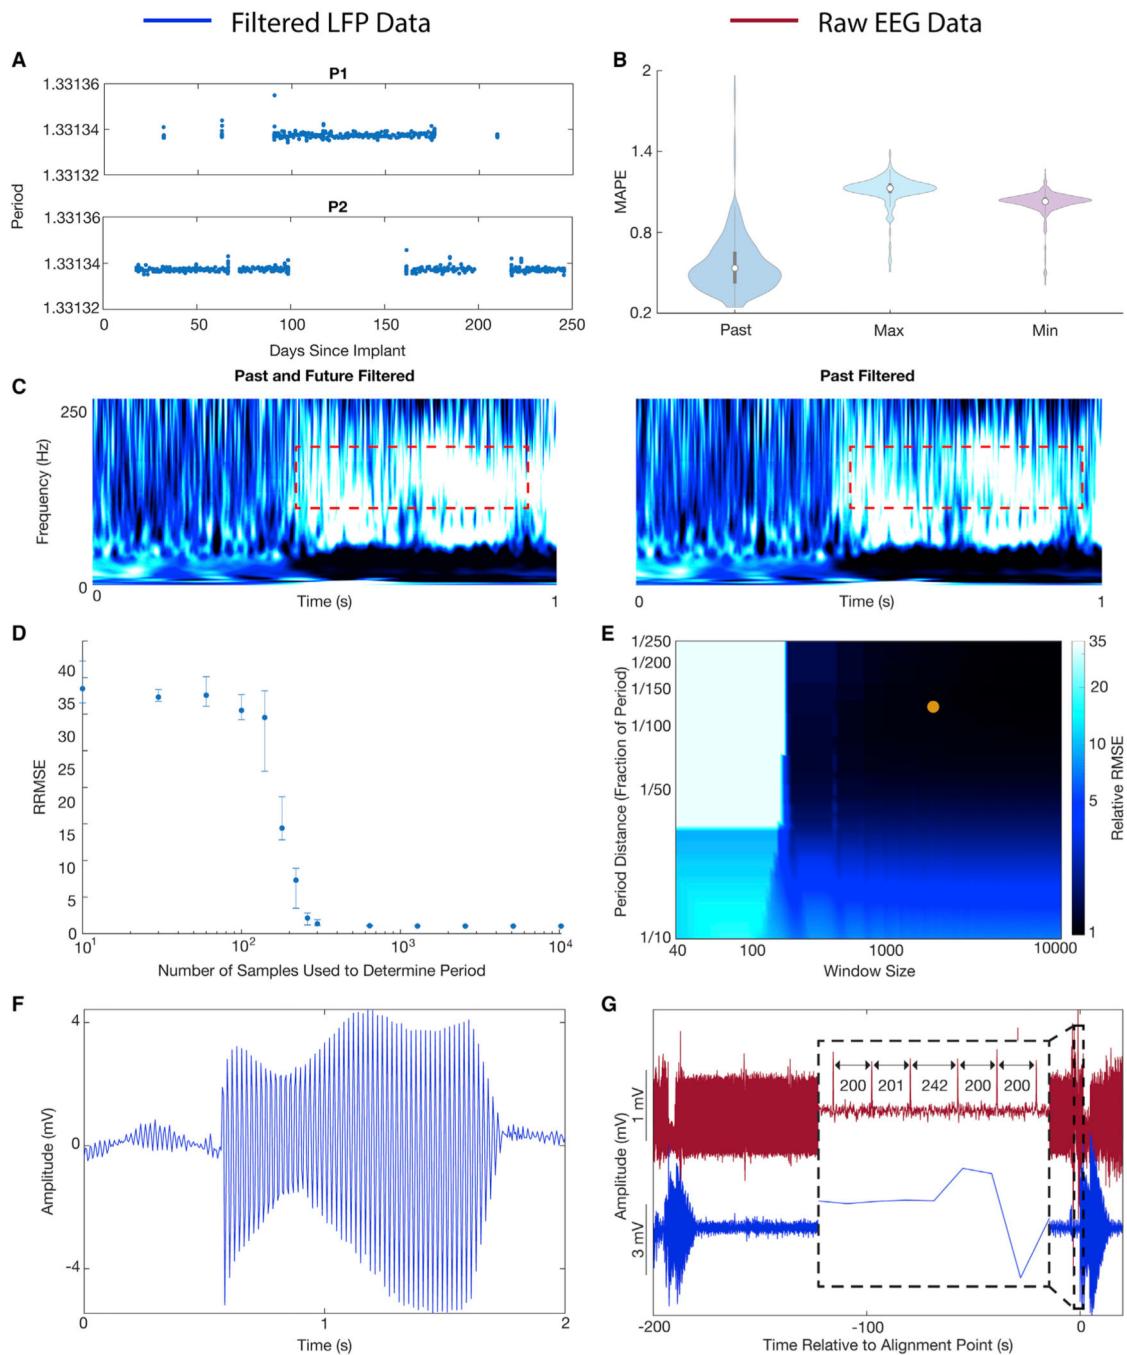 Filtered LFP Data
Raw EEG Data
A
P1
1.33136
1.33134
1.33132
P2
1.33136
1.33134
1.33132
Period
0
50
100
150
200
250
Days Since Implant
B
2
1.4
0.8
0.2
MAPE
Past
Max
Min
C
Past and Future Filtered
Past Filtered
250
0
Frequency (Hz)
0
Time (s)
1
0
Time (s)
1
D
40
35
25
20
15
10
5
0
RRMSE
10¹
10²
10³
10⁴
Number of Samples Used to Determine Period
E
1/250
1/200
1/150
1/100
1/50
1/10
Period Distance (Fraction of Period)
40
100
1000
10000
Window Size
35
20
10
5
1
Relative RMSE
F
4
0
-4
Amplitude (mV)
0
1
2
Time (s)
G
200
201
242
200
200
1 mV
3 mV
Amplitude (mV)
-200
-100
0
Time Relative to Alignment Point (s)